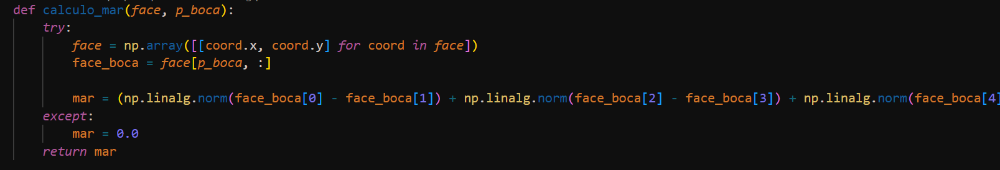 def calculo_mar(face, p_boca):
    try:
        face = np.array([[coord.x, coord.y] for coord in face])
        face_boca = face[p_boca, :]
        mar = (np.linalg.norm(face_boca[0] - face_boca[1]) + np.linalg.norm(face_boca[2] - face_boca[3]) + np.linalg.norm(face_boca[4]
    except:
        mar = 0.0
    return mar